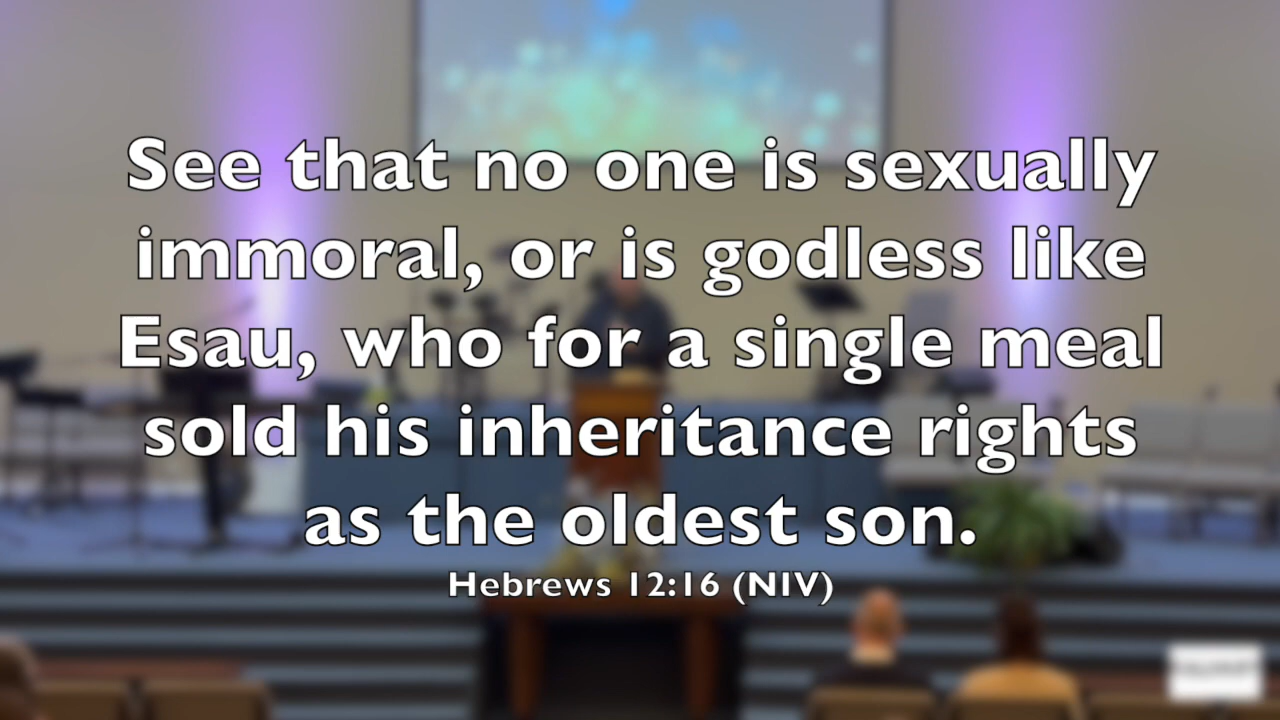 See that no one is sexually
immoral, or is godless like
Esau, who for a single meal
sold his inheritance rights
as the oldest son.
Hebrews 12:16 (NIV)